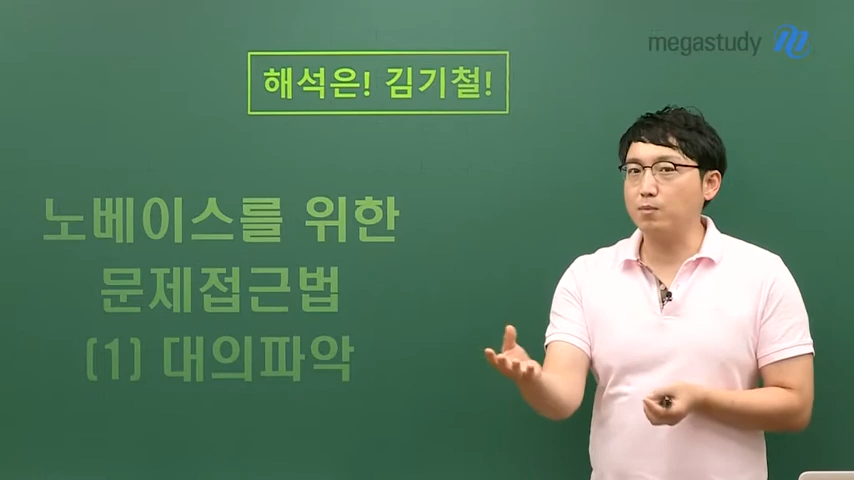 megastudy
해석은! 김기철!
노베이스를 위한
문제접근법
(1) 대의파악